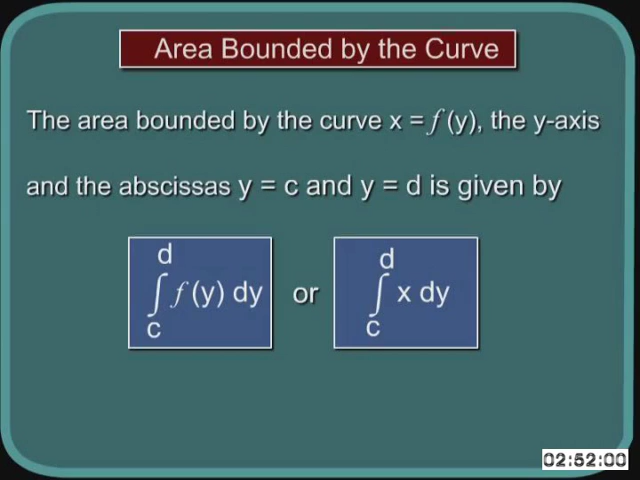 Area Bounded by the Curve
The area bounded by the curve x = f (y), the y-axis
and the abscissas y = c and y = d is given by
d
∫ f (y) dy or ∫ x dy
c
d
c
02:52:00